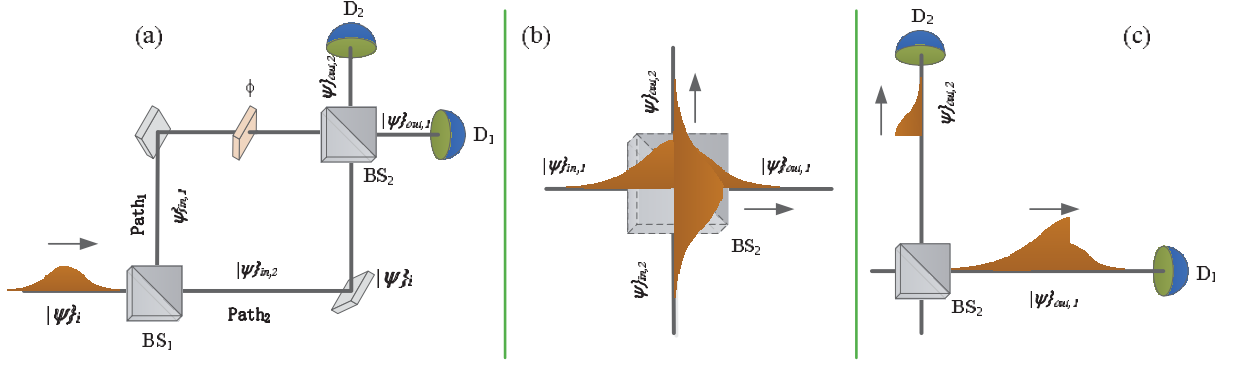 (a)
D2
ϕ
ψ}out,2
|ψ}out,1
D1
BS2
Path1
ψ}in,1
|ψ}in,2
|ψ}i
|ψ}i
Path2
BS1
(b)
ψ}out,2
|ψ}in,1
|ψ}out,1
BS2
ψ}in,2
(c)
D2
ψ}out,2
D1
BS2
|ψ}out,1